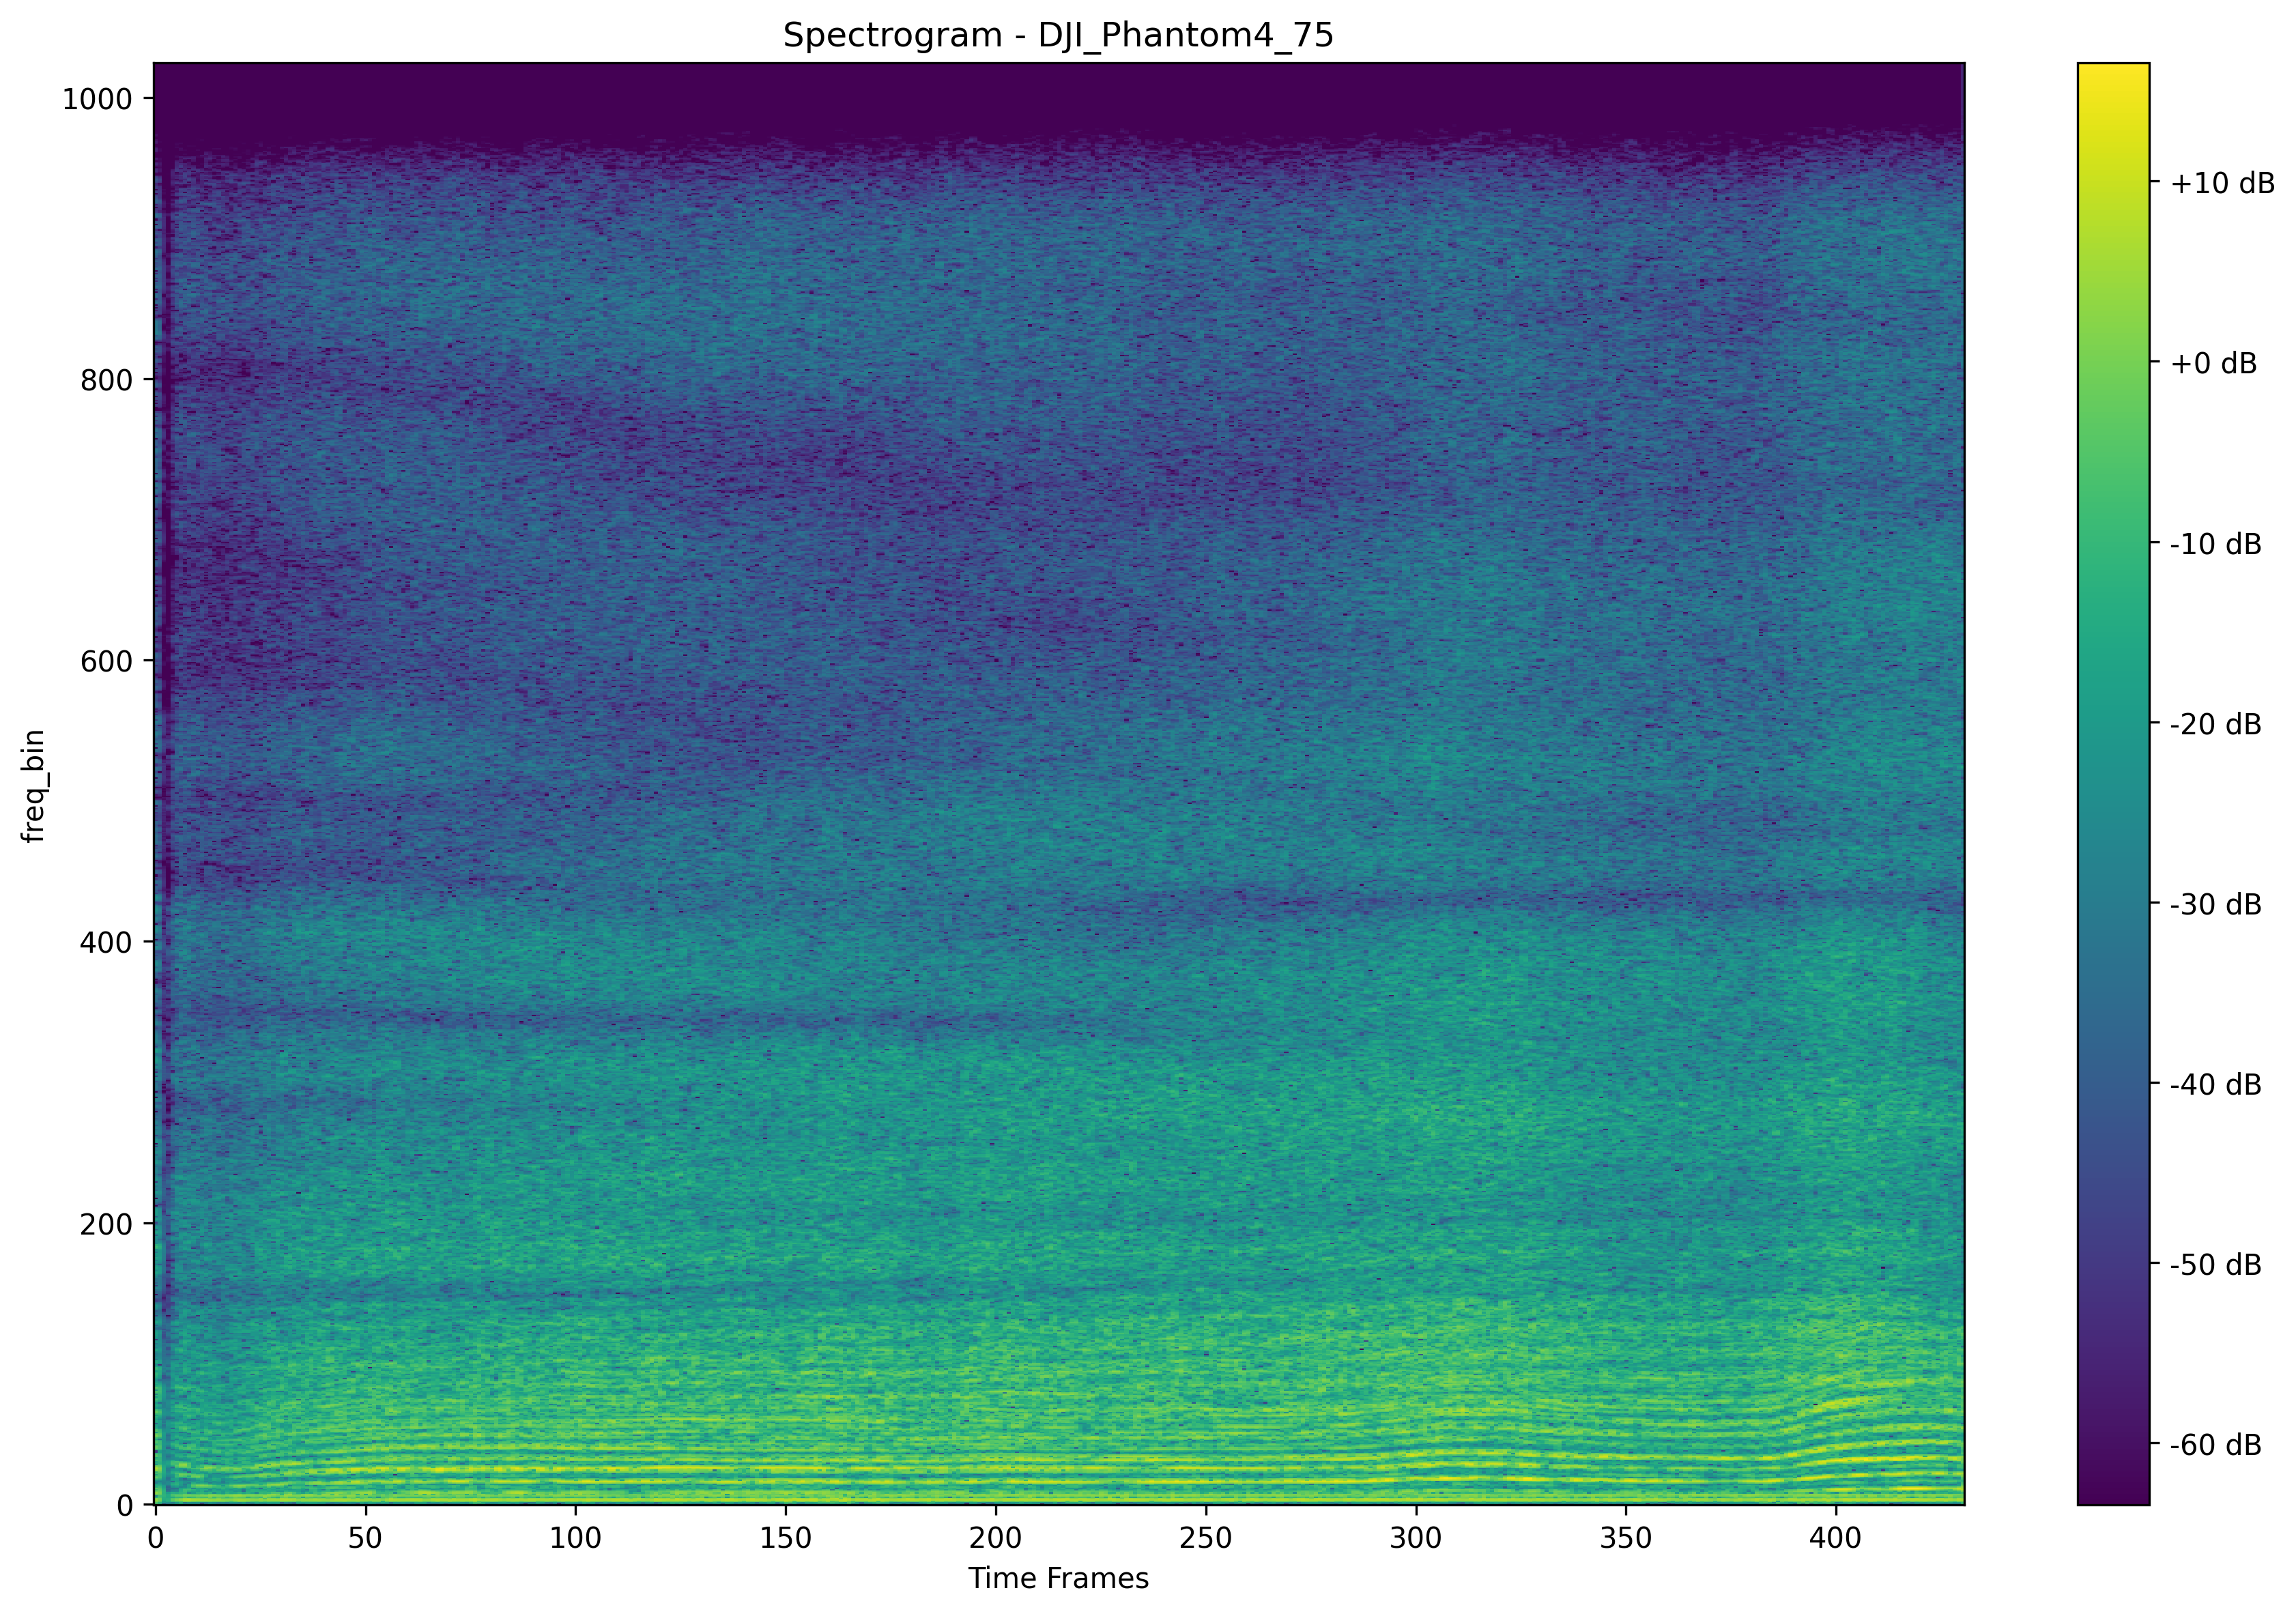 Spectrogram - DJI_Phantom4_75
1000
800
600
400
200
0
freq_bin
0 50 100 150 200 250 300 350 400
Time Frames
+10 dB
+0 dB
-10 dB
-20 dB
-30 dB
-40 dB
-50 dB
-60 dB